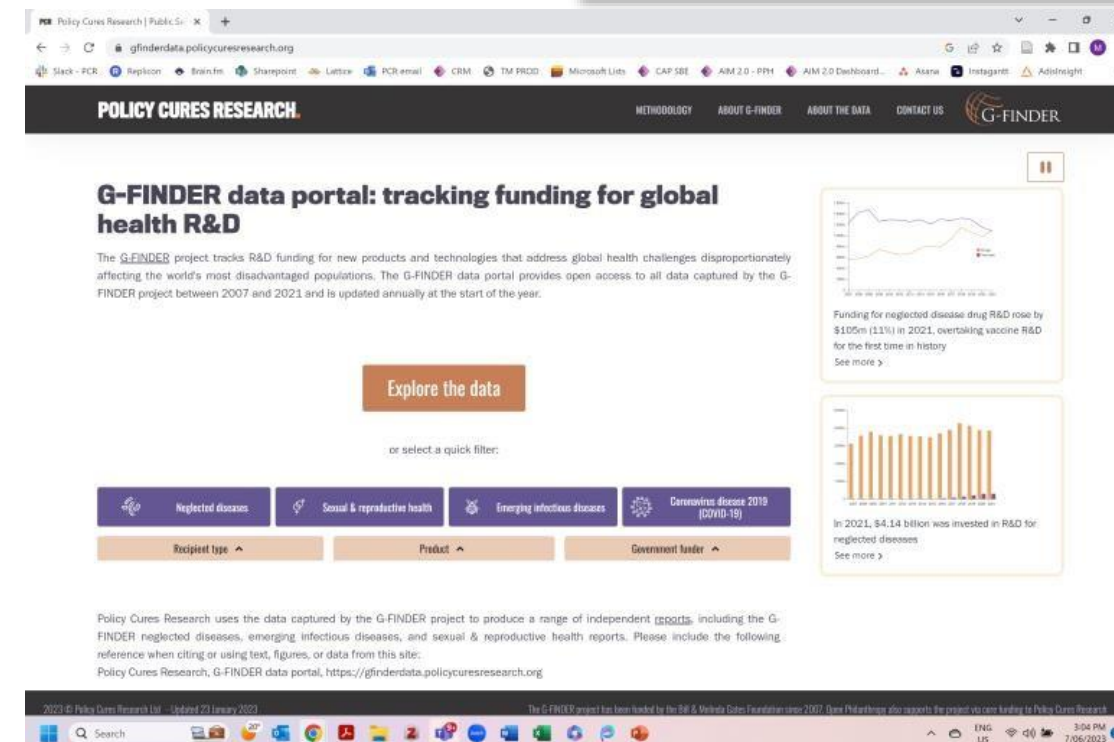 Policy Cures Research | Public S
gfinderdata.policycuresresearch.org
Slack - PCR Replicon Brain.fm Sharepoint Lattice PCR email CRM TM PROD Microsoft Lists CAP SBE AIM 2.0 - PPM AIM 2.0 Dashboard... Asana Instagantt AdisInsight
POLICY CURES RESEARCH.
METHODOLOGY ABOUT G-FINDER ABOUT THE DATA CONTACT US G-FINDER
G-FINDER data portal: tracking funding for global
health R&D
The G-FINDER project tracks R&D funding for new products and technologies that address global health challenges disproportionately
affecting the world's most disadvantaged populations. The G-FINDER data portal provides open access to all data captured by the G-
FINDER project between 2007 and 2021 and is updated annually at the start of the year.
Explore the data
or select a quick filter:
Neglected diseases
Sexual & reproductive health
Emerging infectious diseases
Coronavirus disease 2019
(COVID-19)
Recipient type
Product
Government funder
Funding for neglected disease drug R&D rose by
$105m (11%) in 2021, overtaking vaccine R&D
for the first time in history
See more >
In 2021, $4.14 billion was invested in R&D for
neglected diseases
See more >
Policy Cures Research uses the data captured by the G-FINDER project to produce a range of independent reports, including the G-
FINDER neglected diseases, emerging infectious diseases, and sexual & reproductive health reports. Please include the following
reference when citing or using text, figures, or data from this site:
Policy Cures Research, G-FINDER data portal, https://gfinderdata.policycuresresearch.org
2023 © Policy Cures Research Ltd - Updated 23 January 2023
The G-FINDER project has been funded by the Bill & Melinda Gates Foundation since 2007. Open Philanthropy also supports the project via core funding to Policy Cures Research
Search
20°
ENG
US
3:04 PM
7/06/2023